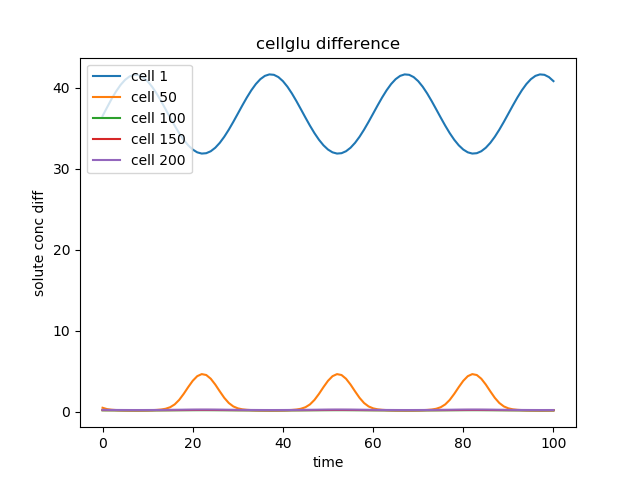 cellglu difference
cell 1
cell 50
cell 100
cell 150
cell 200
solute conc diff
40
30
20
10
0
0 20 40 60 80 100
time